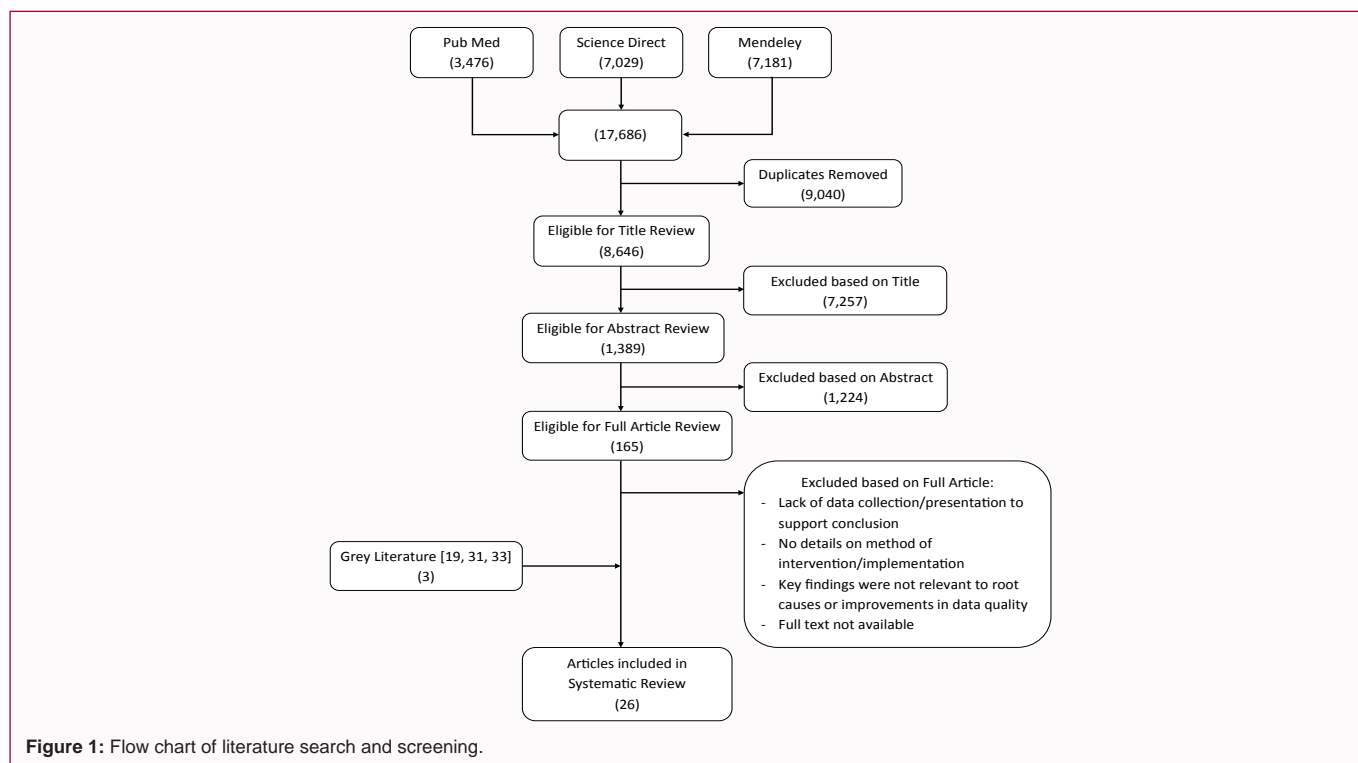 Pub Med
(3,476)
Science Direct
(7,029)
Mendeley
(7,181)
(17,686)
Duplicates Removed
(9,040)
Eligible for Title Review
(8,646)
Excluded based on Title
(7,257)
Eligible for Abstract Review
(1,389)
Excluded based on Abstract
(1,224)
Eligible for Full Article Review
(165)
Excluded based on Full Article:
- Lack of data collection/presentation to
support conclusion
- No details on method of
intervention/implementation
- Key findings were not relevant to root
causes or improvements in data quality
- Full text not available
Grey Literature [19, 31, 33]
(3)
Articles included in
Systematic Review
(26)
Figure 1: Flow chart of literature search and screening.